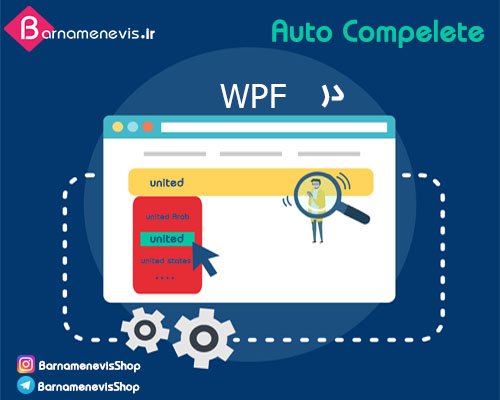 Barnamenevis.ir
Auto Compelete
در WPF
united
united Arab
united
united states
....
BarnamenevisShop
BarnamenevisShop